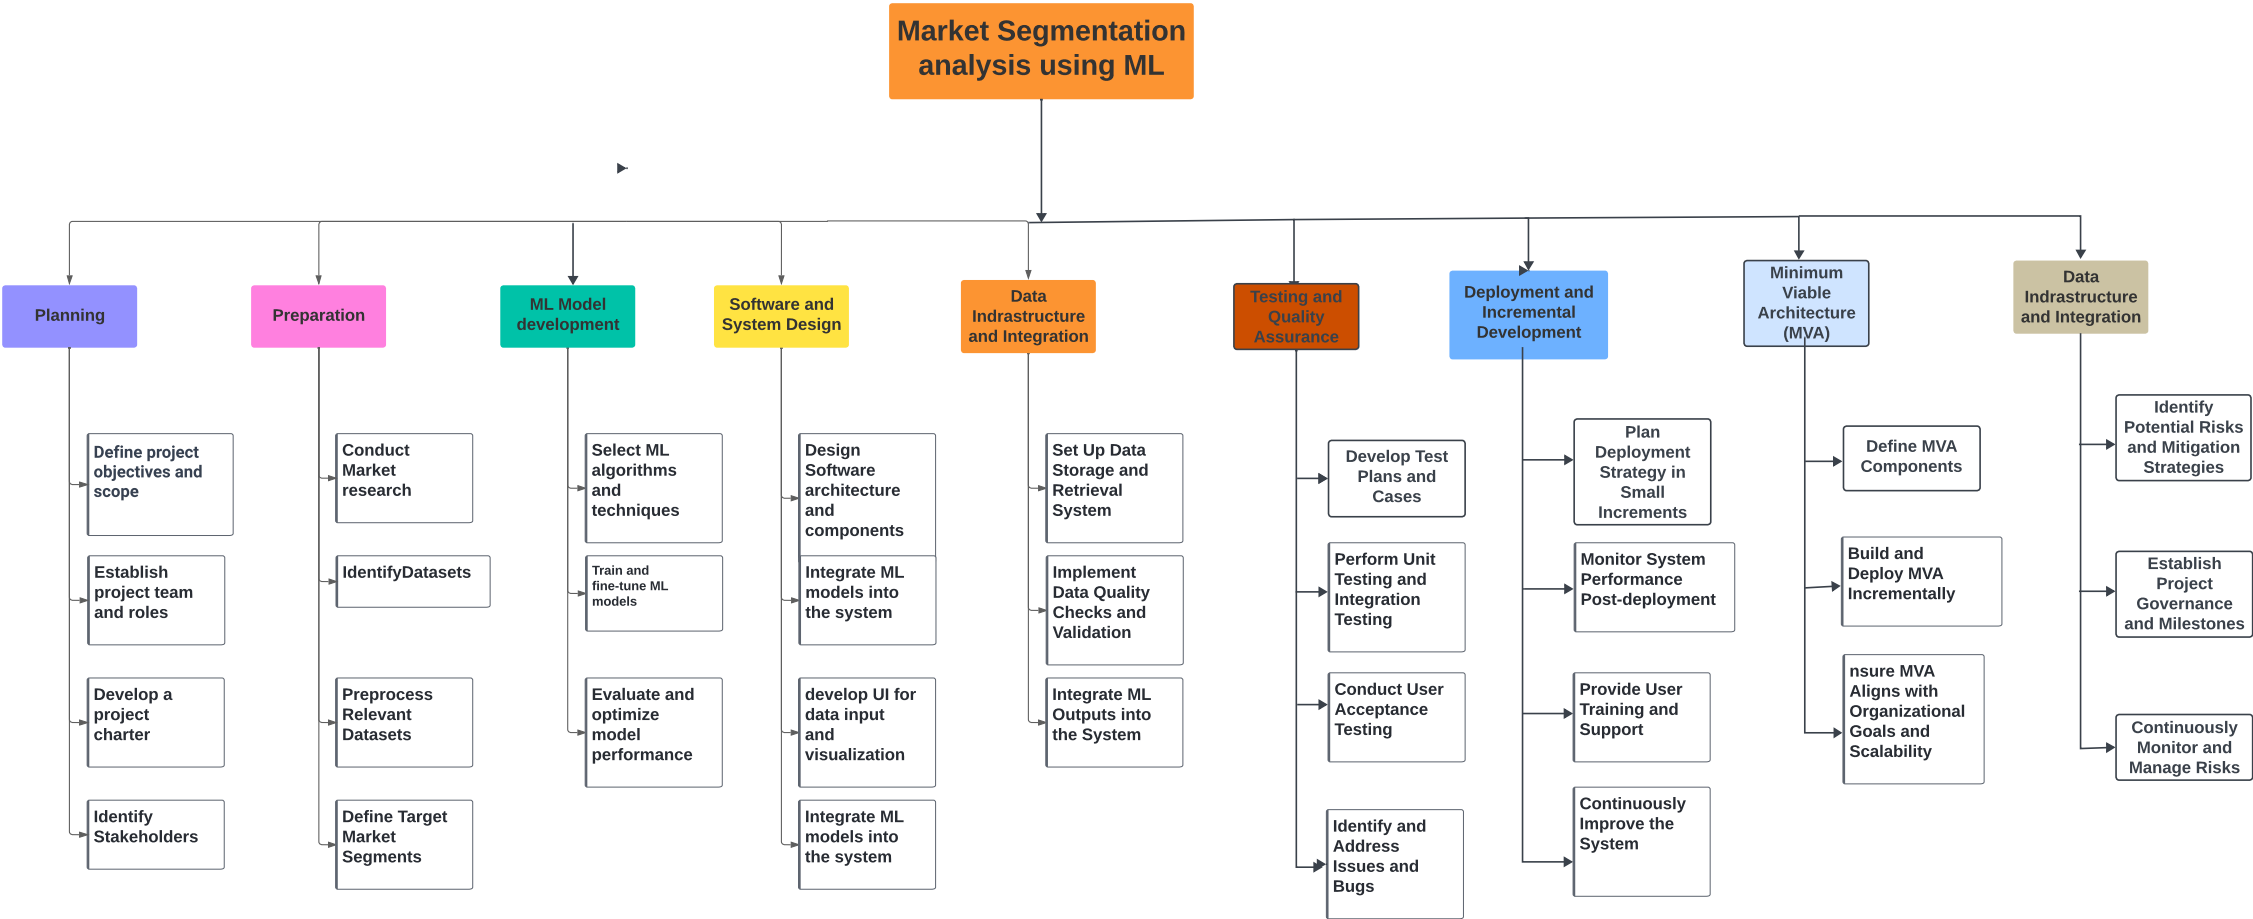 Market Segmentation
analysis using ML
Planning
Define project
objectives and
scope
Establish
project team
and roles
Develop a
project
charter
Identify
Stakeholders
Preparation
Conduct
Market
research
IdentifyDatasets
Preprocess
Relevant
Datasets
Define Target
Market
Segments
ML Model
development
Select ML
algorithms
and
techniques
Train and
fine-tune ML
models
Evaluate and
optimize
model
performance
Software and
System Design
Design
Software
architecture
and
components
Integrate ML
models into
the system
develop UI for
data input
and
visualization
Integrate ML
models into
the system
Data
Indrastructure
and Integration
Set Up Data
Storage and
Retrieval
System
Implement
Data Quality
Checks and
Validation
Integrate ML
Outputs into
the System
Testing and
Quality
Assurance
Develop Test
Plans and
Cases
Perform Unit
Testing and
Integration
Testing
Conduct User
Acceptance
Testing
Identify and
Address
Issues and
Bugs
Deployment and
Incremental
Development
Plan
Deployment
Strategy in
Small
Increments
Monitor System
Performance
Post-deployment
Provide User
Training and
Support
Continuously
Improve the
System
Minimum
Viable
Architecture
(MVA)
Define MVA
Components
Build and
Deploy MVA
Incrementally
nsure MVA
Aligns with
Organizational
Goals and
Scalability
Data
Indrastructure
and Integration
Identify
Potential Risks
and Mitigation
Strategies
Establish
Project
Governance
and Milestones
Continuously
Monitor and
Manage Risks